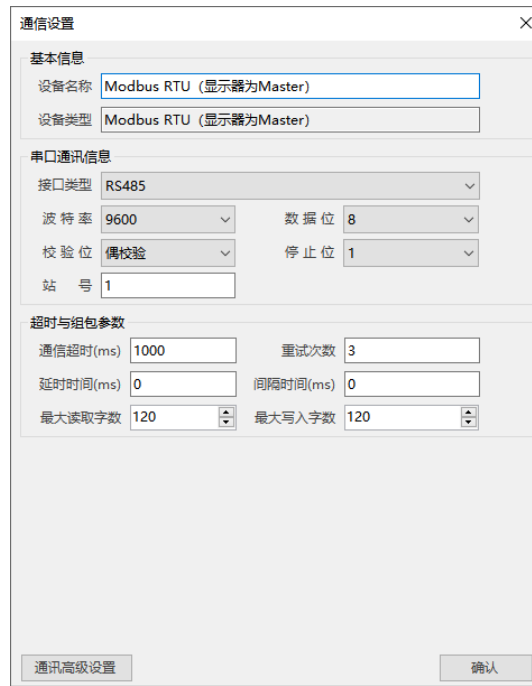 通信设置
基本信息
设备名称 Modbus RTU（显示器为Master）
设备类型 Modbus RTU（显示器为Master）
串口通讯信息
接口类型 RS485
波特率 9600 数据位 8
校验位 偶校验 停止位 1
站号 1
超时与组包参数
通信超时(ms) 1000 重试次数 3
延时时间(ms) 0 间隔时间(ms) 0
最大读取字数 120 最大写入字数 120
通讯高级设置 确认